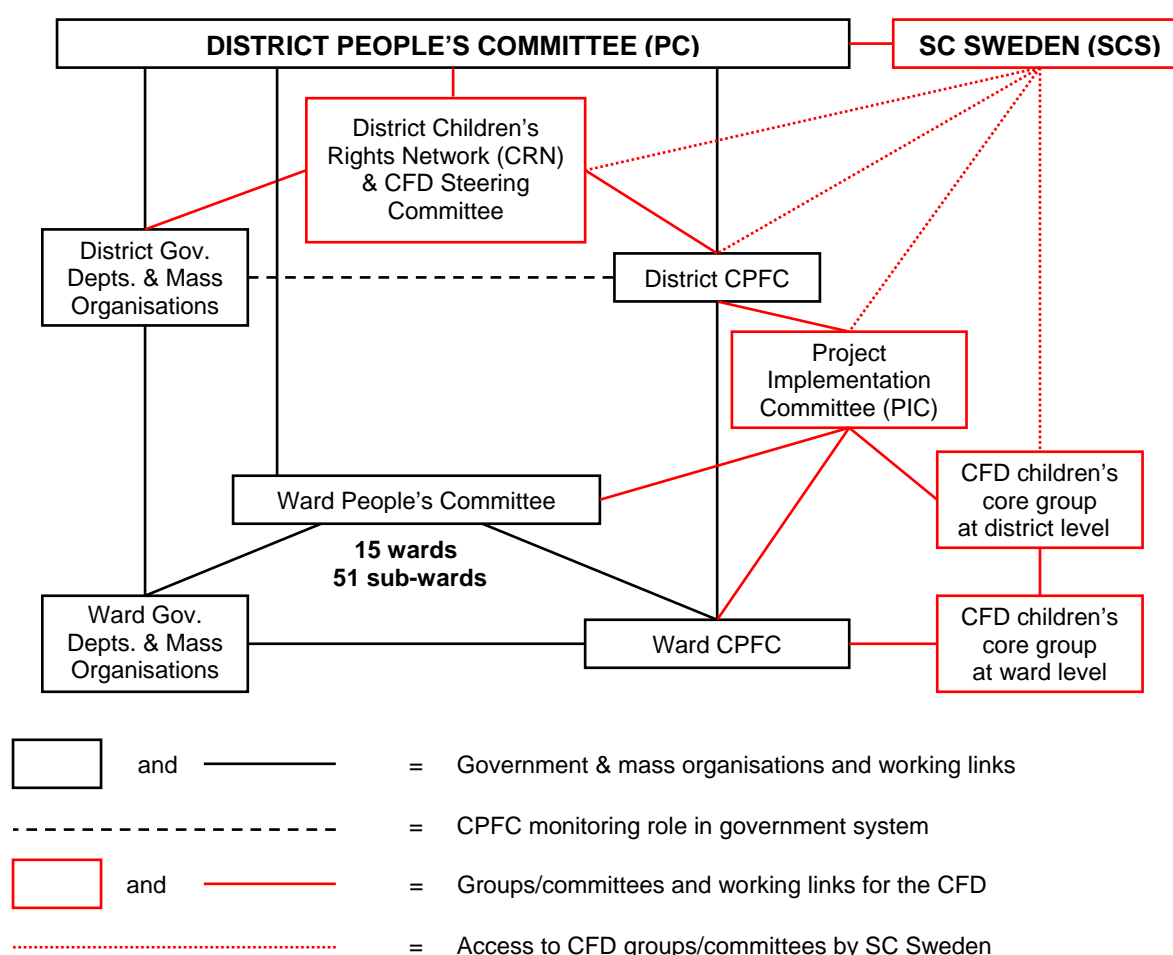 DISTRICT PEOPLE'S COMMITTEE (PC)
SC SWEDEN (SCS)
District Children's
Rights Network (CRN)
& CFD Steering
Committee
District Gov.
Depts. & Mass
Organisations
District CPFC
Project
Implementation
Committee (PIC)
Ward People's Committee
CFD children's
core group
at district level
15 wards
51 sub-wards
Ward Gov.
Depts. & Mass
Organisations
Ward CPFC
CFD children's
core group
at ward level
and = Government & mass organisations and working links
= CPFC monitoring role in government system
and = Groups/committees and working links for the CFD
= Access to CFD groups/committees by SC Sweden